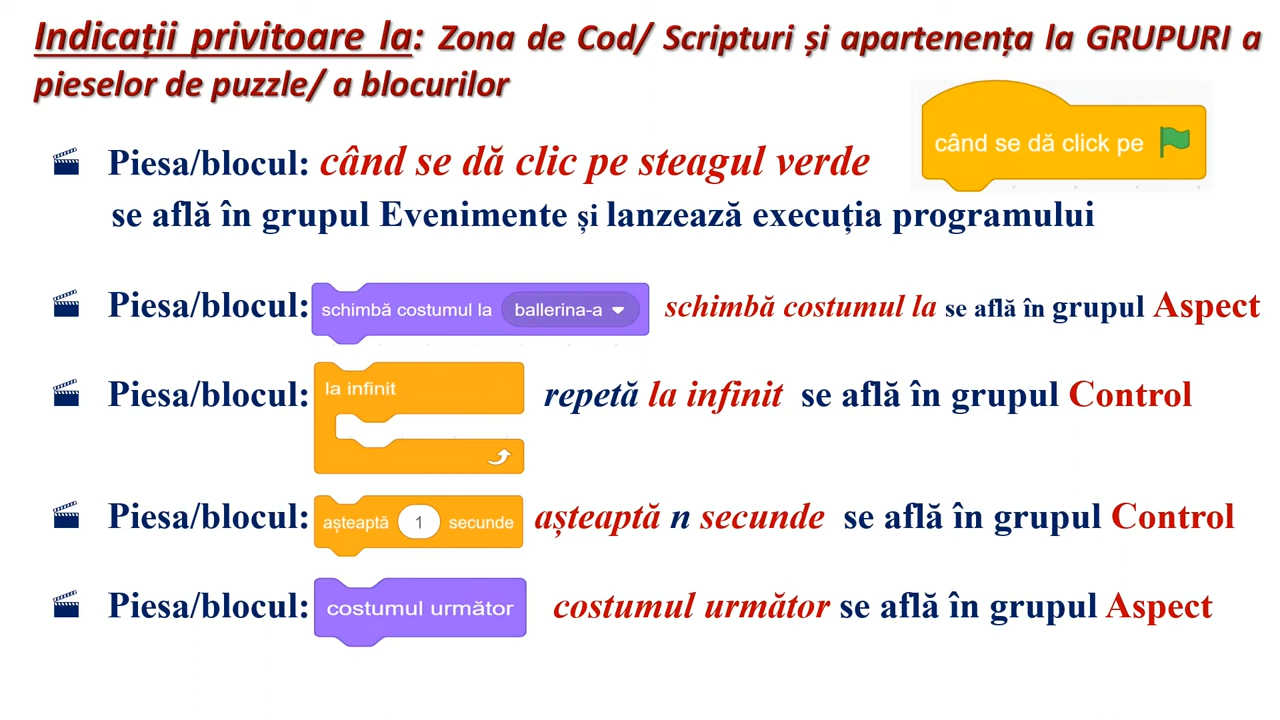 Indicații privitoare la: Zona de Cod/ Scripturi și apartenența la GRUPURI a
pieselor de puzzle/ a blocurilor
când se dă click pe
Piesa/blocul: când se dă clic pe steagul verde
se află în grupul Evenimente și lanzează execuția programului
Piesa/blocul: schimbă costumul la ballerina-a schimbă costumul la se află în grupul Aspect
Piesa/blocul: la infinit repetă la infinit se află în grupul Control
Piesa/blocul: așteaptă 1 secunde așteaptă n secunde se află în grupul Control
Piesa/blocul: costumul următor costumul următor se află în grupul Aspect